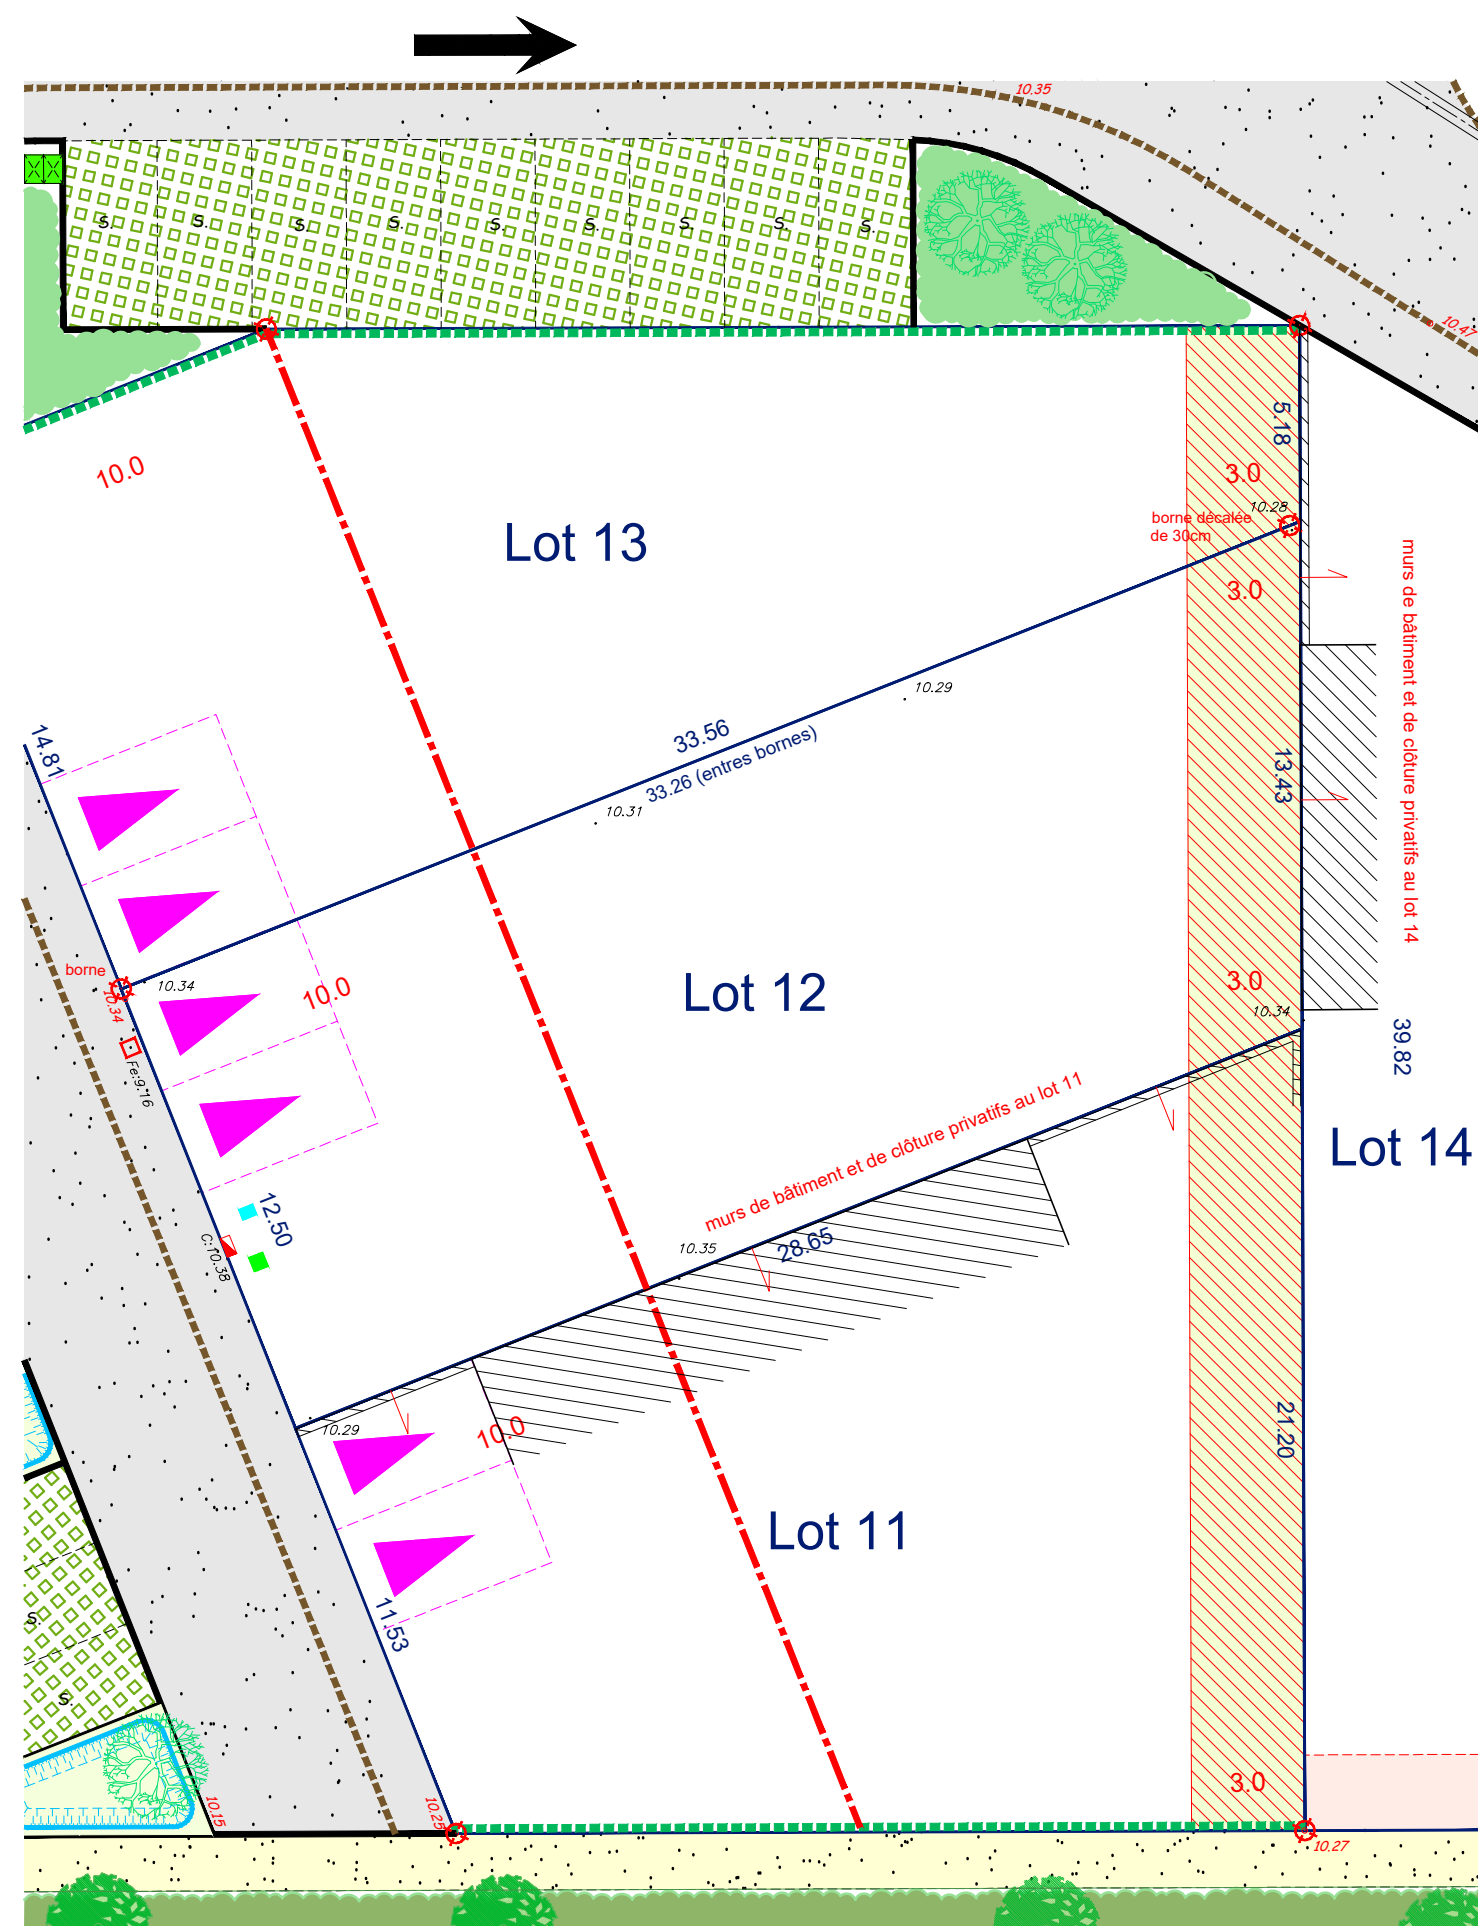 10.35
S.
S.
S.
S.
S.
S.
S.
S.
S.
10.47
5.18
10.0
3.0
10.28
borne décalée
de 30cm
Lot 13
3.0
murs de bâtiment et de clôture privatifs au lot 14
10.29
33.56
33.26 (entres bornes)
14.81
13.43
10.31
borne
10.34
10.34
10.0
Lot 12
3.0
10.34
39.82
Fe:9.16
murs de bâtiment et de clôture privatifs au lot 11
Lot 14
12.50
C:10.38
10.35
28.65
10.29
10.0
21.20
Lot 11
11.53
S.
S.
3.0
10.15
10.25
10.27